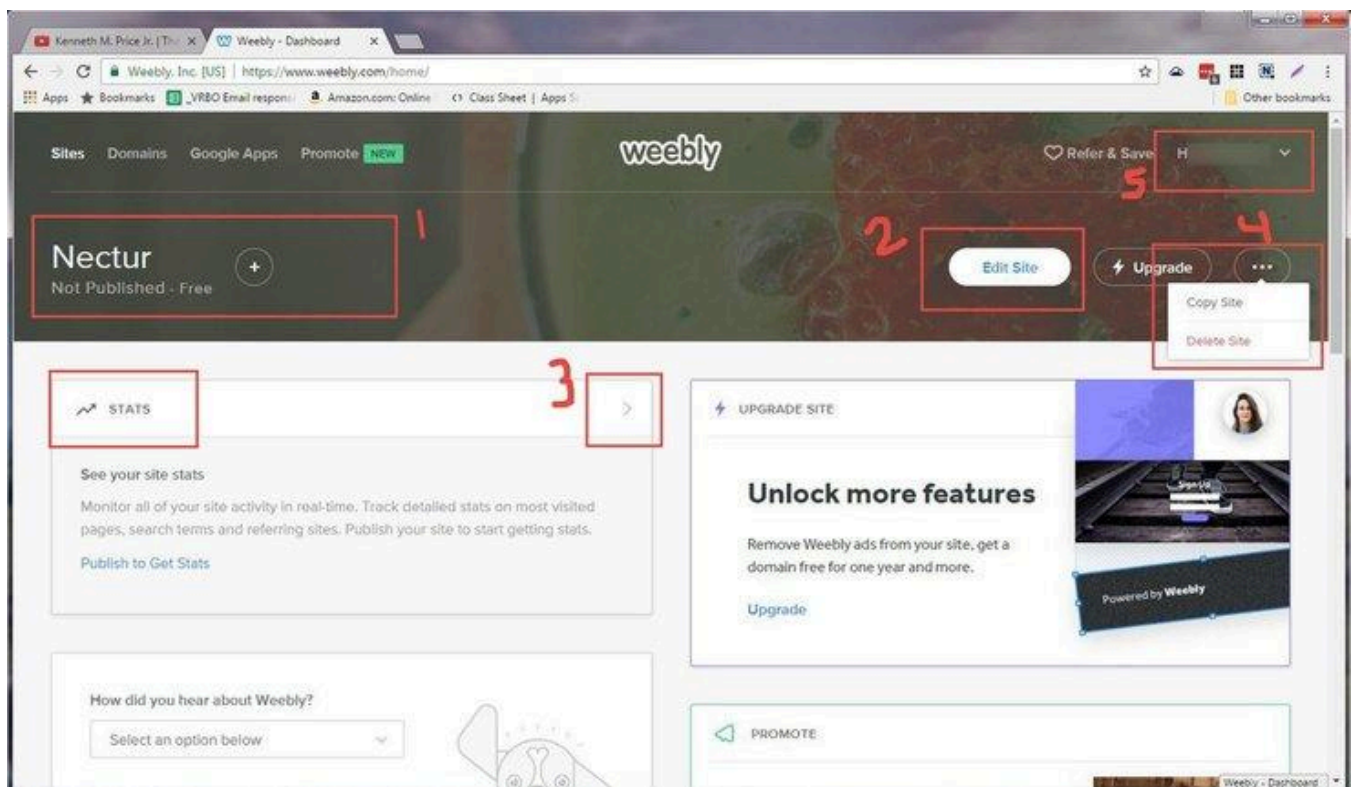 Kenneth M. Price Jr. | Th
Weebly - Dashboard
Weebly, Inc. [US] | https://www.weebly.com/home/
Apps Bookmarks _VRBO Email respon Amazon.com: Online Class Sheet | Apps S Other bookmarks
Sites Domains Google Apps Promote NEW weebly Refer & Save H
5
1
2
4
Nectur
Not Published - Free
+
Edit Site
Upgrade
Copy Site
Delete Site
3
STATS
See your site stats
Monitor all of your site activity in real-time. Track detailed stats on most visited
pages, search terms and referring sites. Publish your site to start getting stats.
Publish to Get Stats
UPGRADE SITE
Unlock more features
Remove Weebly ads from your site, get a
domain free for one year and more.
Upgrade
Sign Up
Powered by Weebly
How did you hear about Weebly?
Select an option below
PROMOTE
Weebly - Dashboard